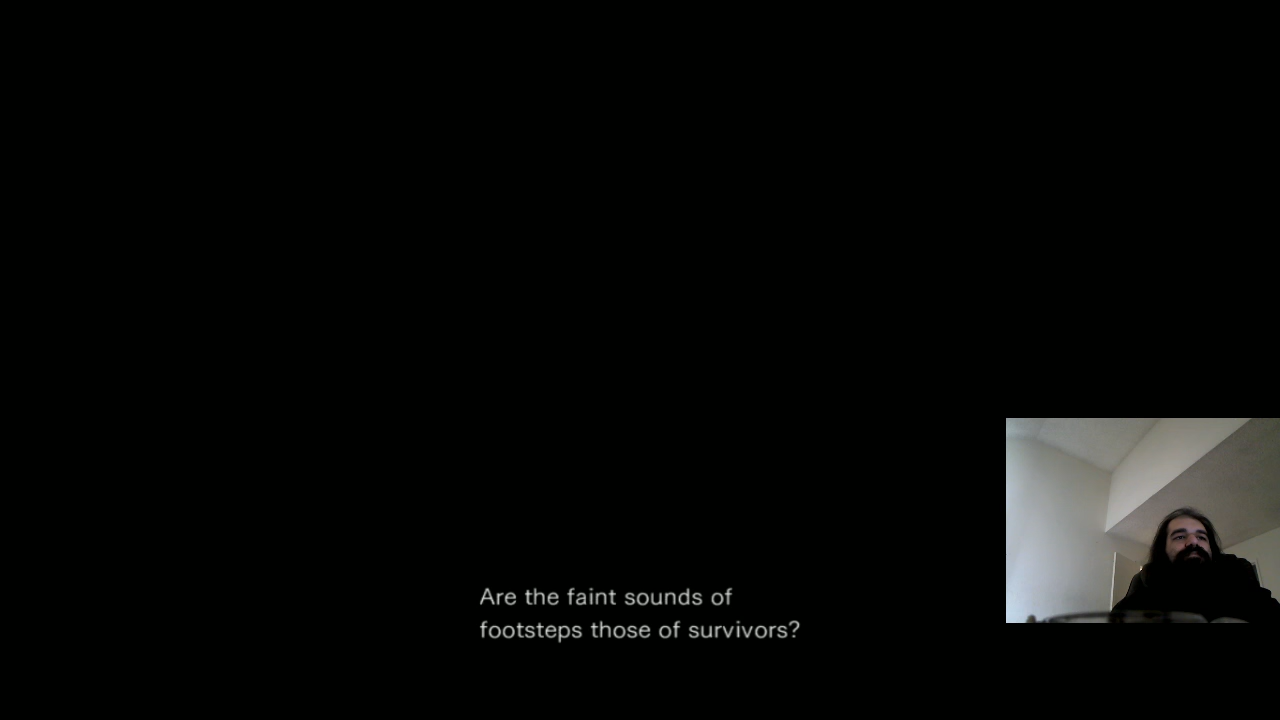 Are the faint sounds of
footsteps those of survivors?